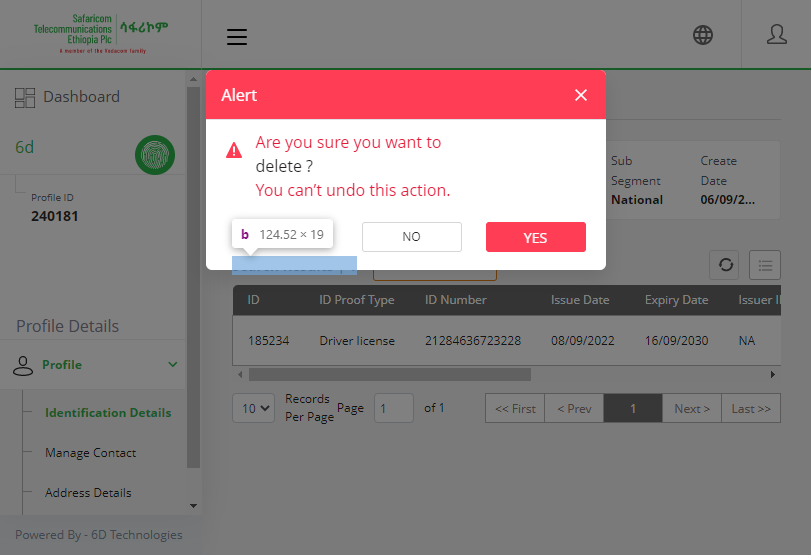 Safaricom
Telecommunications
Ethiopia Plc
ሳፋሪኮም
A member of the Vodacom family
Dashboard
6d
Profile ID
240181
Profile Details
Profile
Identification Details
Manage Contact
Address Details
Powered By - 6D Technologies
Alert
Are you sure you want to
delete ?
You can't undo this action.
b 124.52 × 19
NO
YES
Sub
Segment
National
Create
Date
06/09/2...
ID ID Proof Type ID Number Issue Date Expiry Date Issuer I
185234 Driver license 21284636723228 08/09/2022 16/09/2030 NA
10 Records
Per Page Page 1 of 1
<< First < Prev 1 Next > Last >>